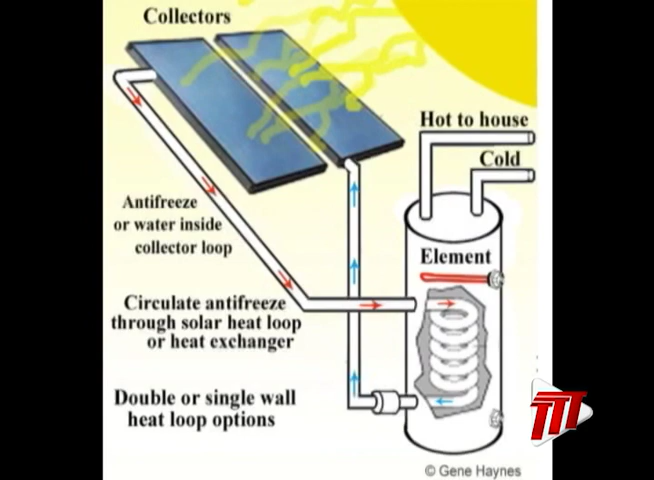 Collectors
Hot to house
Cold
Antifreeze
or water inside
collector loop
Element
Circulate antifreeze
through solar heat loop
or heat exchanger
Double or single wall
heat loop options
© Gene Haynes
TTT